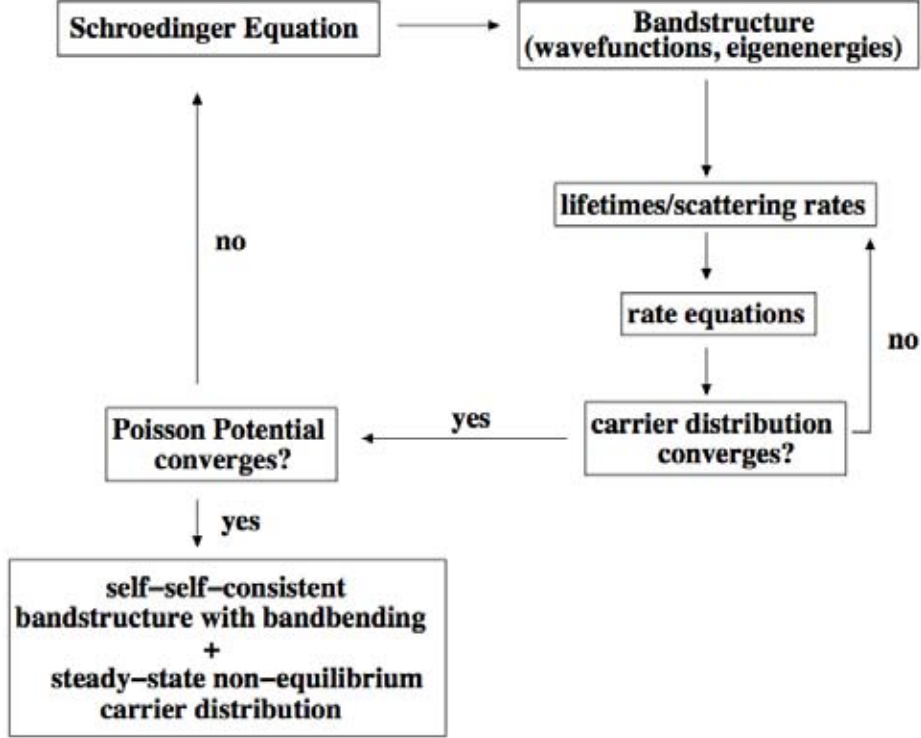 Schroedinger Equation
Bandstructure
(wavefunctions, eigenenergies)
lifetimes/scattering rates
no
rate equations
no
yes
Poisson Potential
converges?
carrier distribution
converges?
yes
self−self−consistent
bandstructure with bandbending
+
steady−state non−equilibrium
carrier distribution